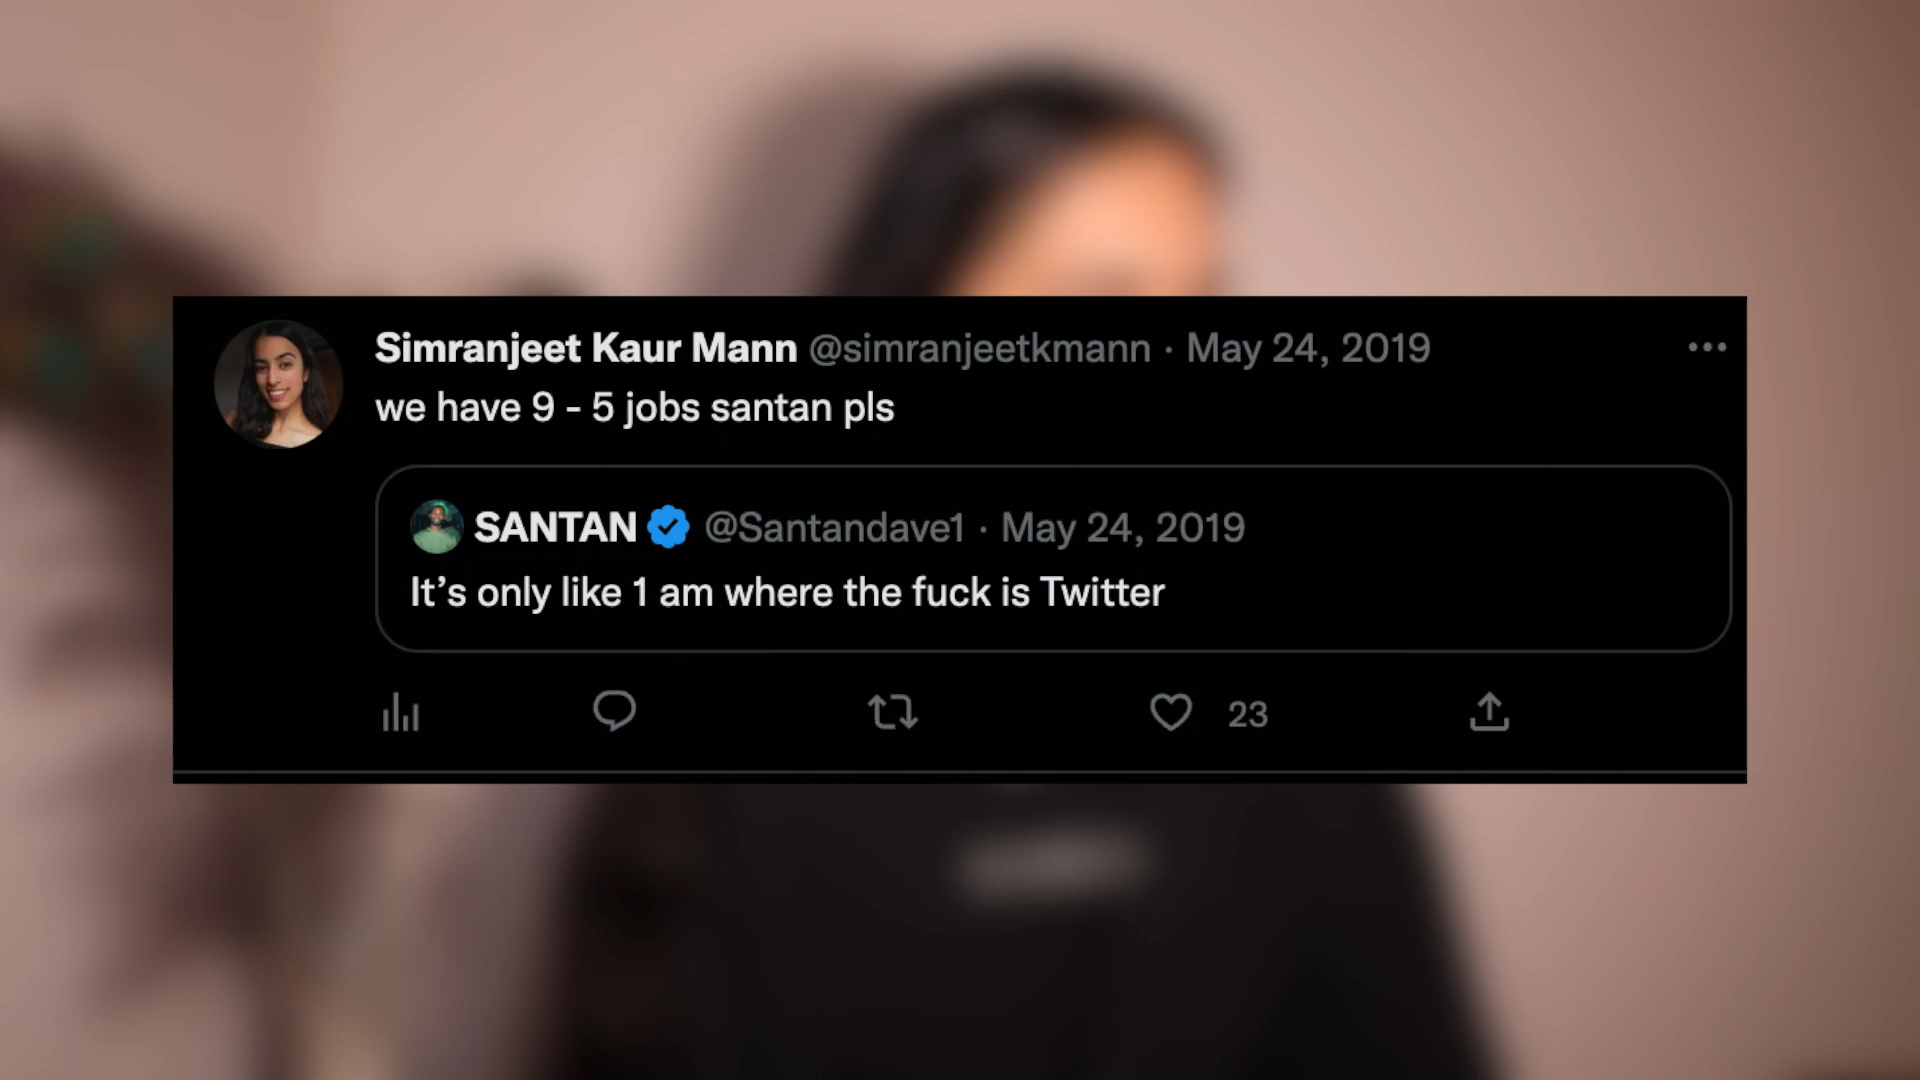 Simranjeet Kaur Mann @simranjeetkmann · May 24, 2019
we have 9 - 5 jobs santan pls
SANTAN @Santandave1 · May 24, 2019
It’s only like 1 am where the fuck is Twitter
23